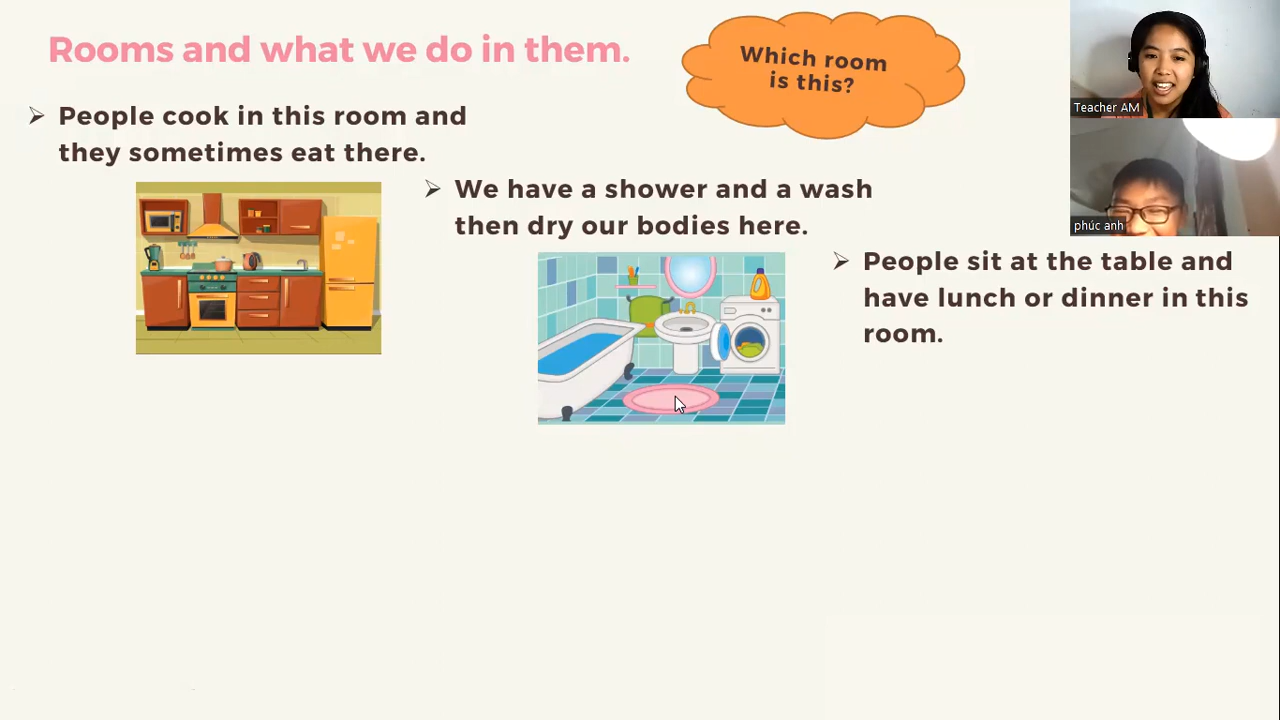 Rooms and what we do in them.
Which room
is this?
Teacher AM
➢ People cook in this room and
they sometimes eat there.
➢ We have a shower and a wash
then dry our bodies here.
phúc anh
➢ People sit at the table and
have lunch or dinner in this
room.